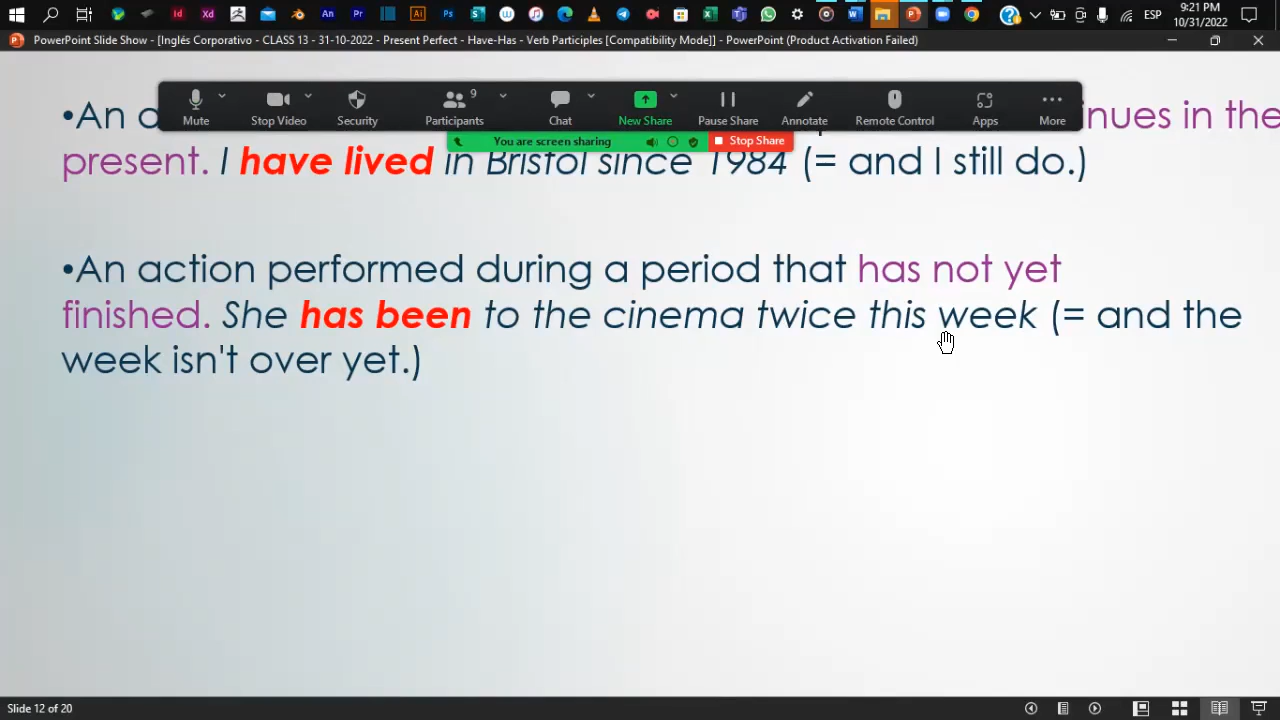 9:21 PM
ESP
10/31/2022
PowerPoint Slide Show - [Inglés Corporativo - CLASS 13 - 31-10-2022 - Present Perfect - Have-Has - Verb Participles [Compatibility Mode]] - PowerPoint (Product Activation Failed)
9
Mute Stop Video Security Participants Chat New Share Pause Share Annotate Remote Control Apps More
You are screen sharing Stop Share
•An
in the
present. I have lived in Bristol since 1984 (= and I still do.)
•An action performed during a period that has not yet
finished. She has been to the cinema twice this week (= and the
week isn't over yet.)
Slide 12 of 20